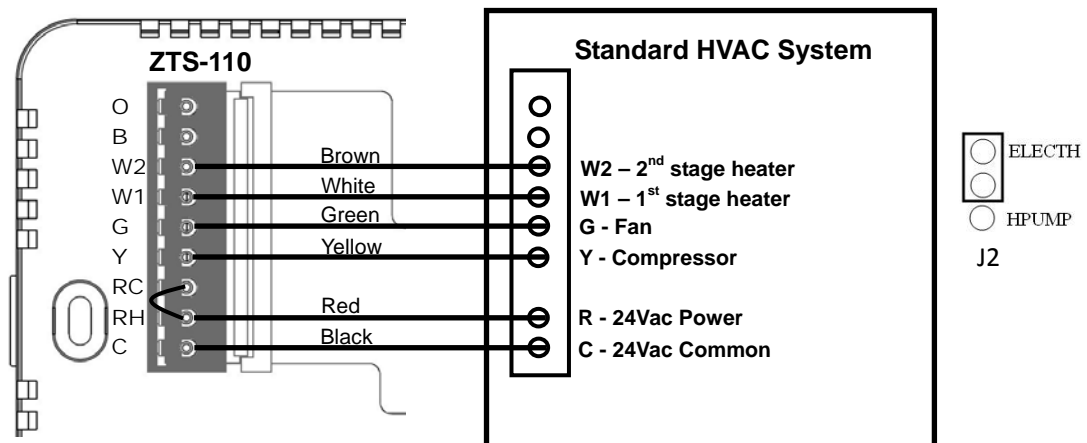 ZTS-110
Standard HVAC System
O
B
W2 Brown W2 – 2nd stage heater
W1 White W1 – 1st stage heater
G Green G - Fan
Y Yellow Y - Compressor
RC
RH Red R - 24Vac Power
C Black C - 24Vac Common
ELECTH
HPUMP
J2